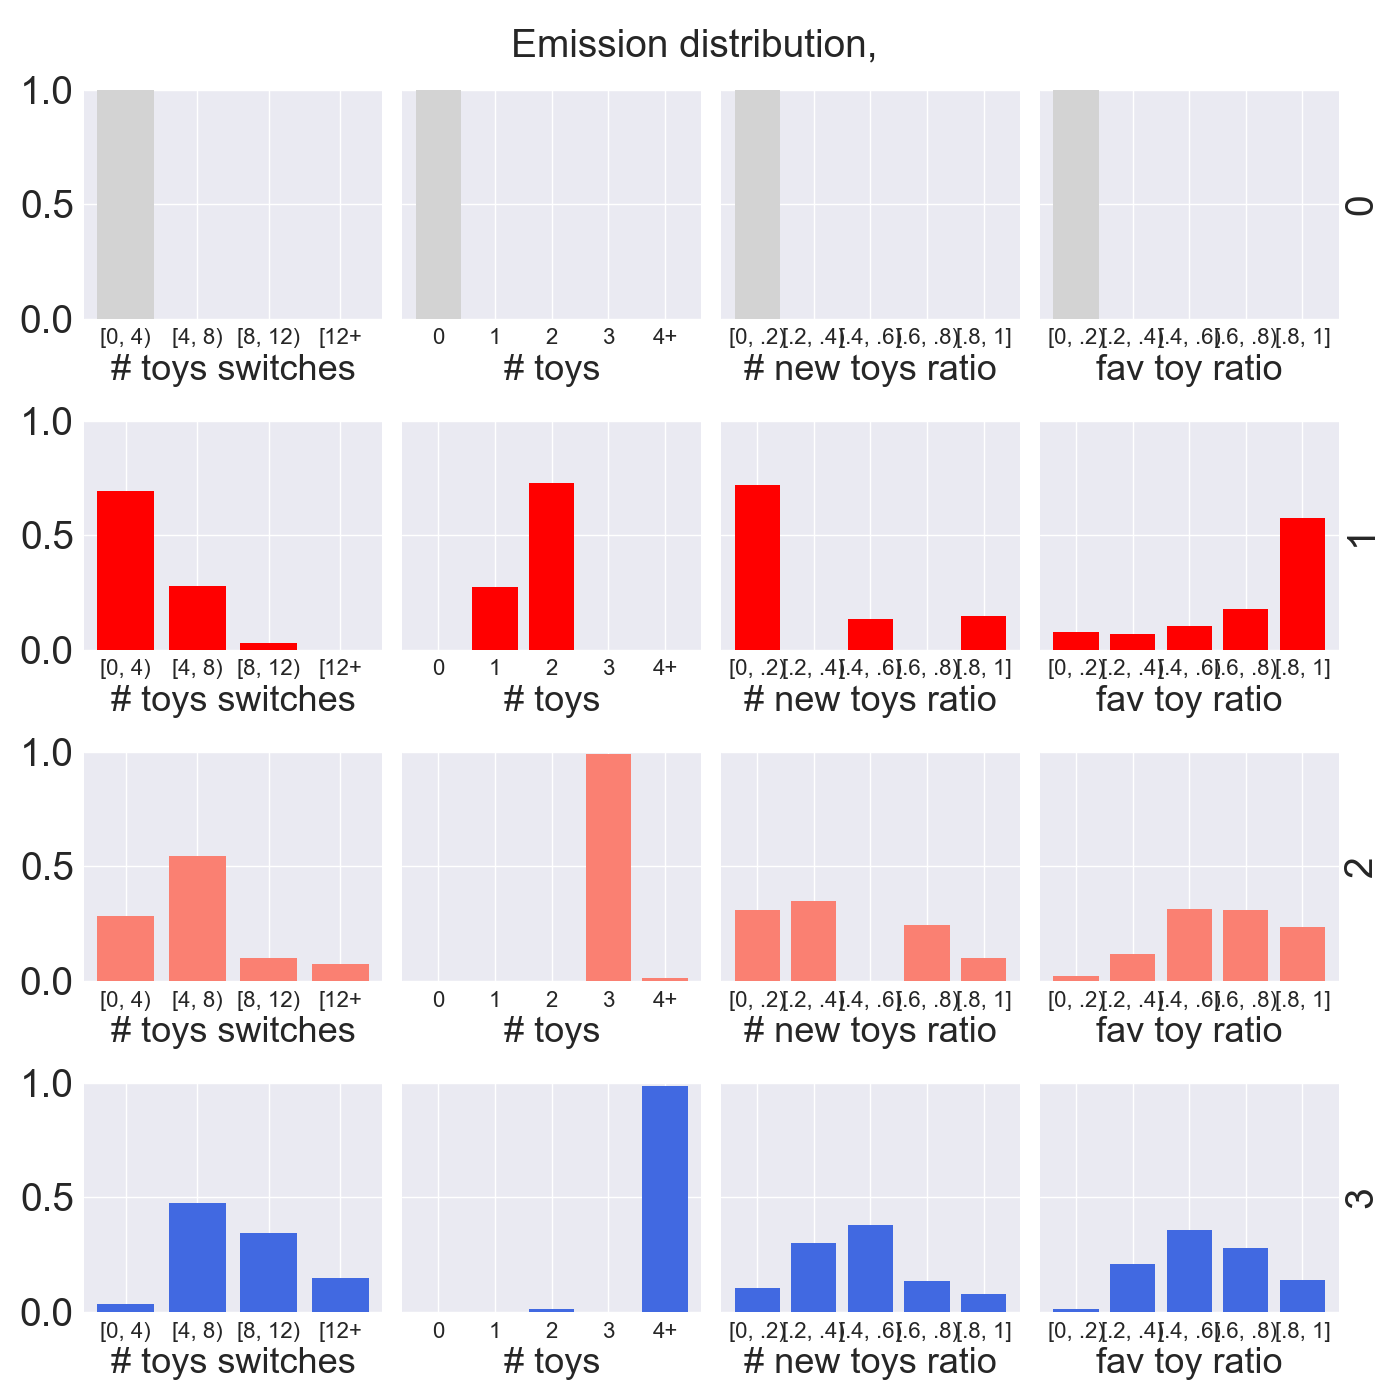 Emission distribution,
1.0
0.5
0.0
[0, 4) [4, 8) [8, 12) [12+
# toys switches
0 1 2 3 4+
# toys
[0, .2) [.2, .4) [.4, .6) [.6, .8) [.8, 1]
# new toys ratio
[0, .2) [.2, .4) [.4, .6) [.6, .8) [.8, 1]
fav toy ratio
0
1.0
0.5
0.0
[0, 4) [4, 8) [8, 12) [12+
# toys switches
0 1 2 3 4+
# toys
[0, .2) [.2, .4) [.4, .6) [.6, .8) [.8, 1]
# new toys ratio
[0, .2) [.2, .4) [.4, .6) [.6, .8) [.8, 1]
fav toy ratio
1
1.0
0.5
0.0
[0, 4) [4, 8) [8, 12) [12+
# toys switches
0 1 2 3 4+
# toys
[0, .2) [.2, .4) [.4, .6) [.6, .8) [.8, 1]
# new toys ratio
[0, .2) [.2, .4) [.4, .6) [.6, .8) [.8, 1]
fav toy ratio
2
1.0
0.5
0.0
[0, 4) [4, 8) [8, 12) [12+
# toys switches
0 1 2 3 4+
# toys
[0, .2) [.2, .4) [.4, .6) [.6, .8) [.8, 1]
# new toys ratio
[0, .2) [.2, .4) [.4, .6) [.6, .8) [.8, 1]
fav toy ratio
3